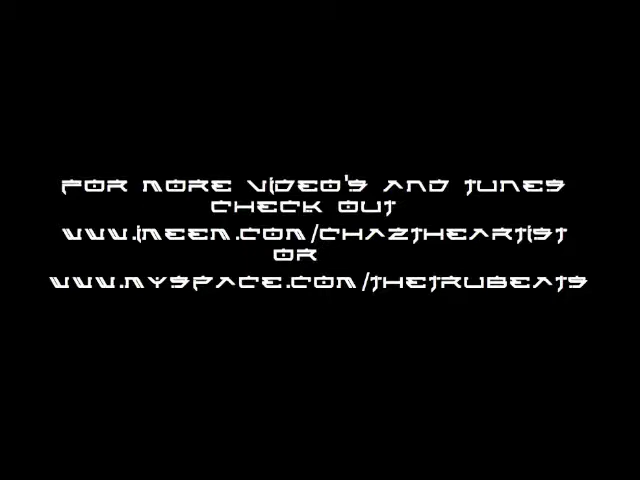 FOR MORE VIDEO'S AND TUNES
CHECK OUT
WWW.IMEEM.COM/CHAZTHEARTIST
OR
WWW.MYSPACE.COM/THETRUBEATS